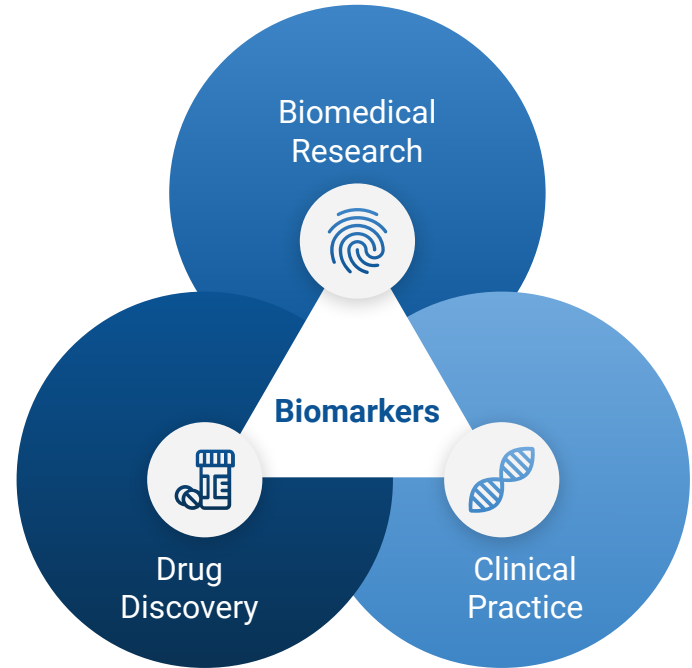 Biomedical
Research
Biomarkers
Drug
Discovery
Clinical
Practice